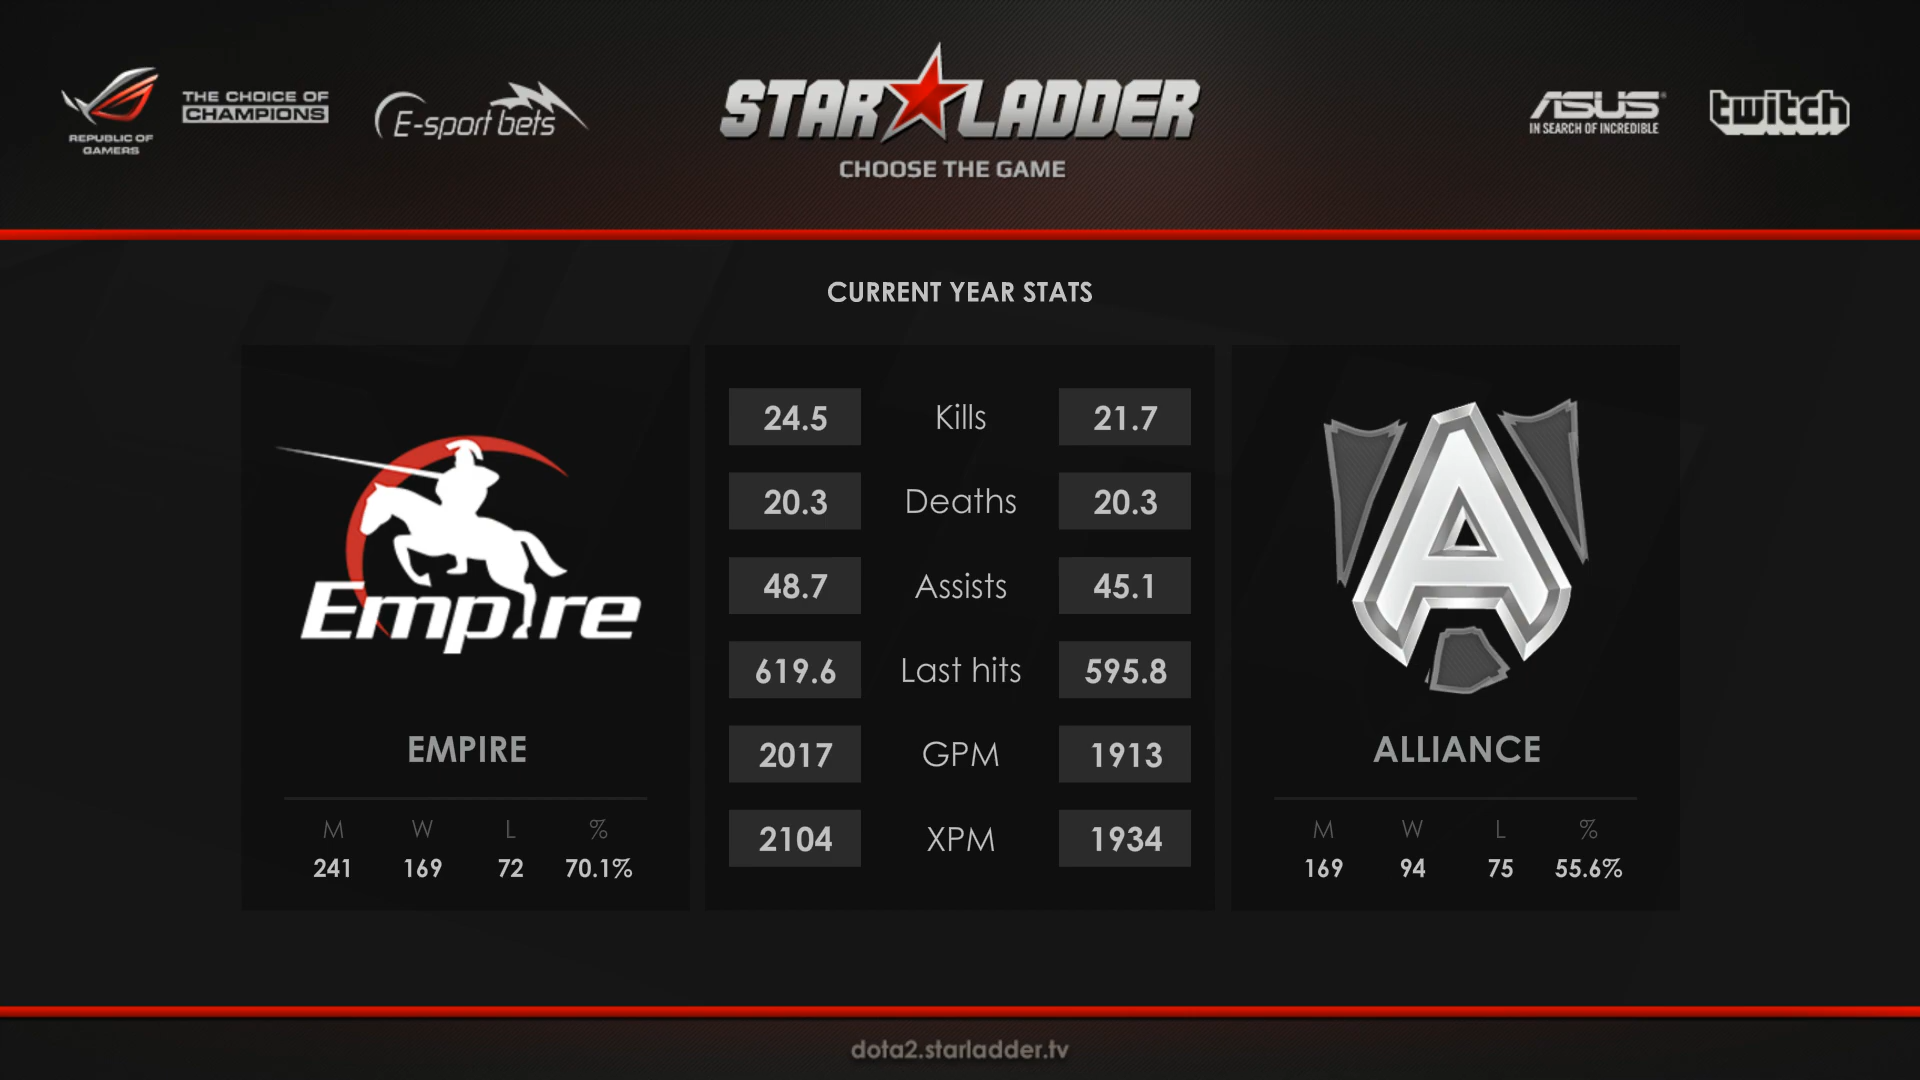 REPUBLIC OF
GAMERS
THE CHOICE OF
CHAMPIONS
E-sport bets
STAR LADDER
CHOOSE THE GAME
ASUS
IN SEARCH OF INCREDIBLE
twitch
CURRENT YEAR STATS
24.5 Kills 21.7
20.3 Deaths 20.3
48.7 Assists 45.1
619.6 Last hits 595.8
2017 GPM 1913
2104 XPM 1934
Empire
EMPIRE
M W L %
241 169 72 70.1%
A
ALLIANCE
M W L %
169 94 75 55.6%
dota2.starladder.tv